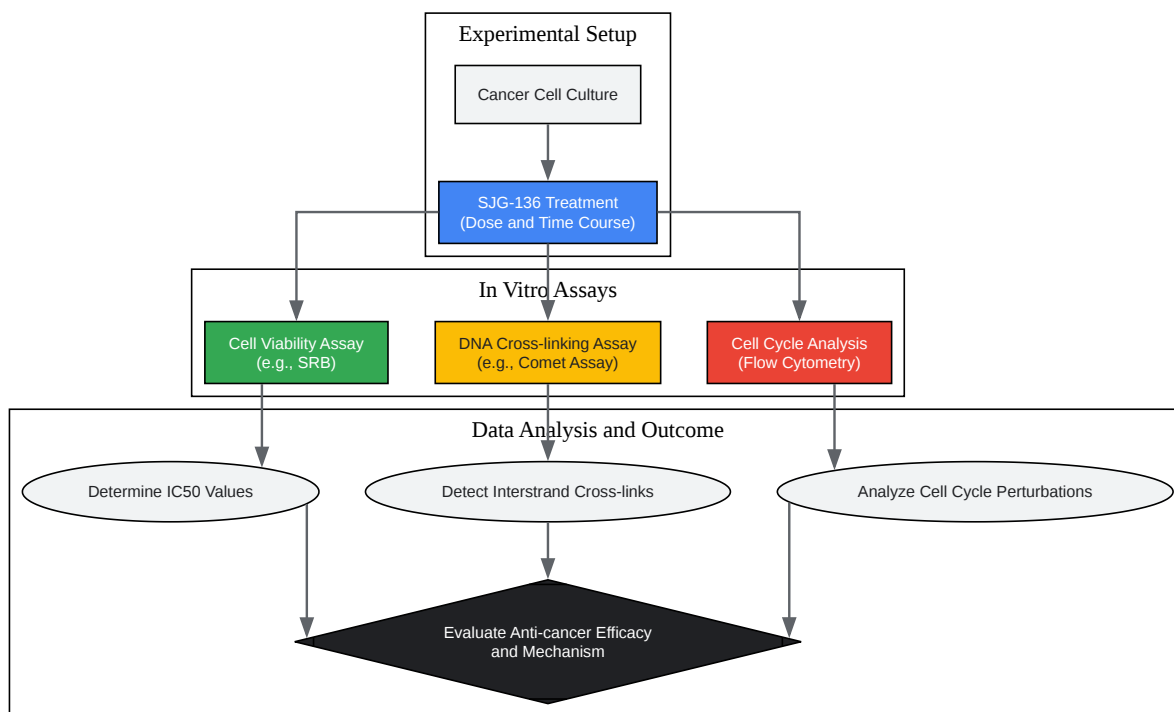 Experimental Setup
Cancer Cell Culture
SJG-136 Treatment
(Dose and Time Course)
In Vitro Assays
Cell Viability Assay
(e.g., SRB)
DNA Cross-linking Assay
(e.g., Comet Assay)
Cell Cycle Analysis
(Flow Cytometry)
Data Analysis and Outcome
Determine IC50 Values
Detect Interstrand Cross-links
Analyze Cell Cycle Perturbations
Evaluate Anti-cancer Efficacy
and Mechanism